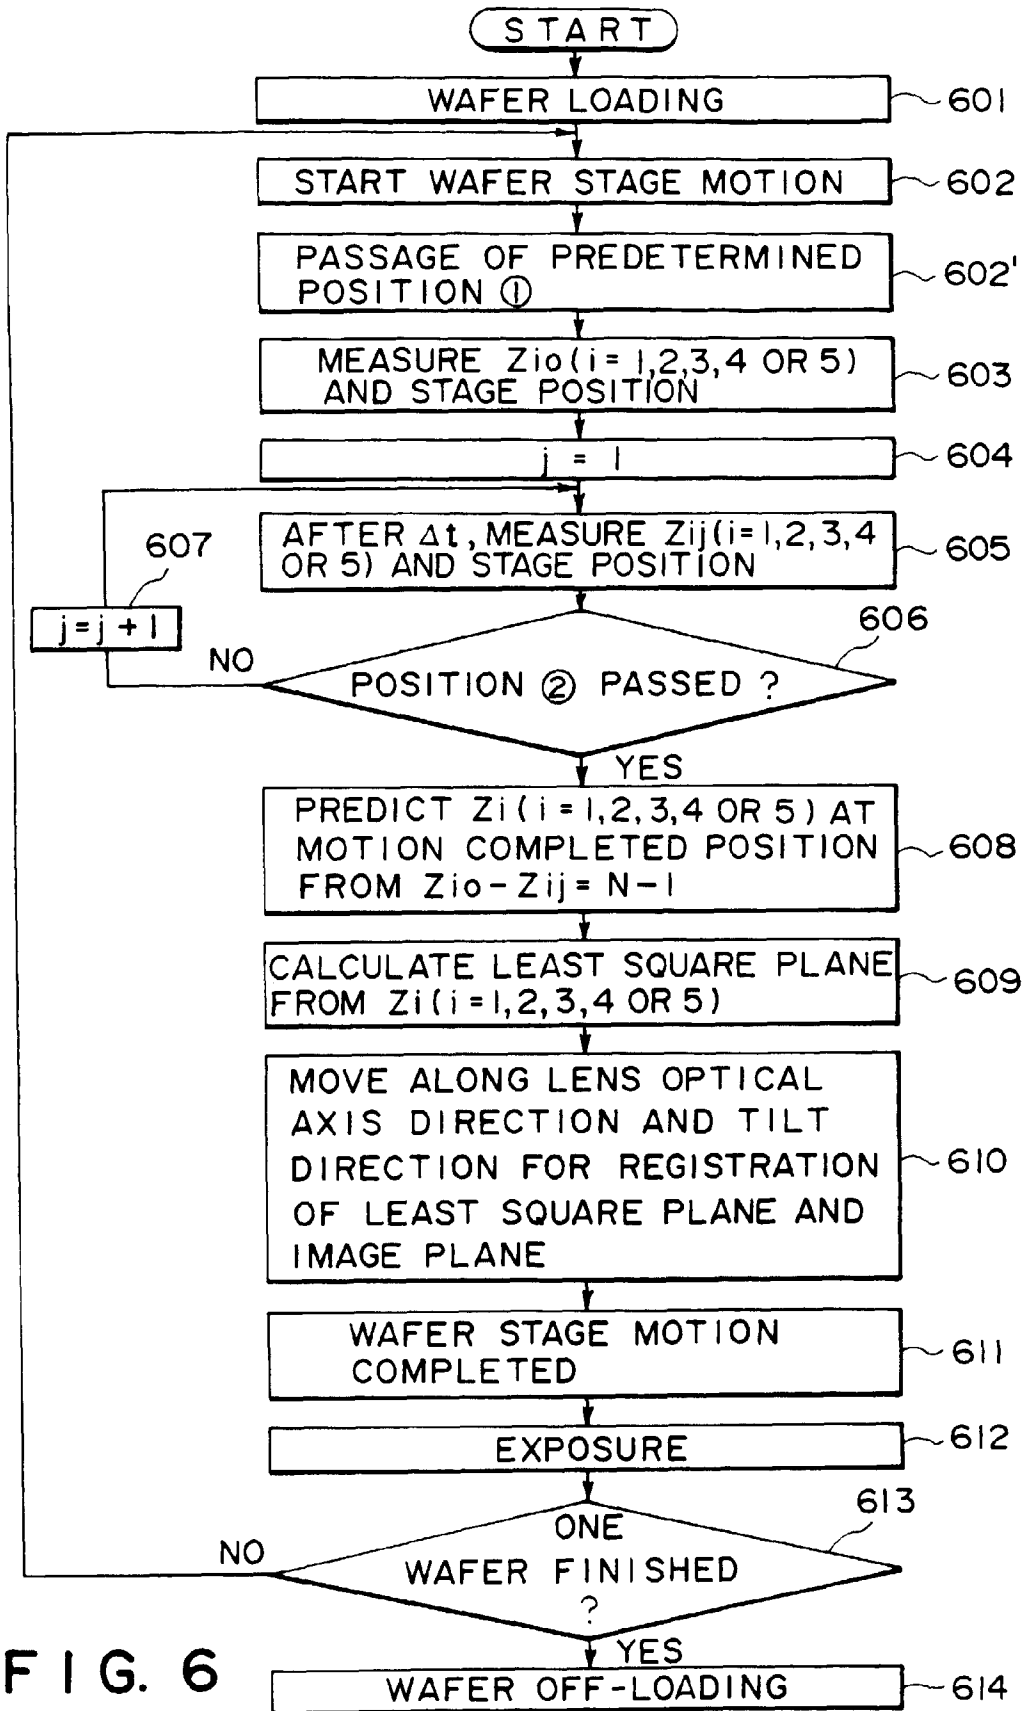 START
WAFER LOADING
601
START WAFER STAGE MOTION
602
PASSAGE OF PREDETERMINED
POSITION ①
602'
MEASURE Zio(i=1,2,3,4 OR 5)
AND STAGE POSITION
603
j = 1
604
607
AFTER Δt, MEASURE Zij(i=1,2,3,4
OR 5) AND STAGE POSITION
605
j=j+1
606
NO
POSITION ② PASSED ?
YES
PREDICT Zi(i=1,2,3,4 OR 5) AT
MOTION COMPLETED POSITION
FROM Zio-Zij=N-1
608
CALCULATE LEAST SQUARE PLANE
FROM Zi(i=1,2,3,4 OR 5)
609
MOVE ALONG LENS OPTICAL
AXIS DIRECTION AND TILT
DIRECTION FOR REGISTRATION
OF LEAST SQUARE PLANE AND
IMAGE PLANE
610
WAFER STAGE MOTION
COMPLETED
611
EXPOSURE
612
613
ONE
WAFER FINISHED
?
NO
YES
WAFER OFF-LOADING
614
FIG. 6